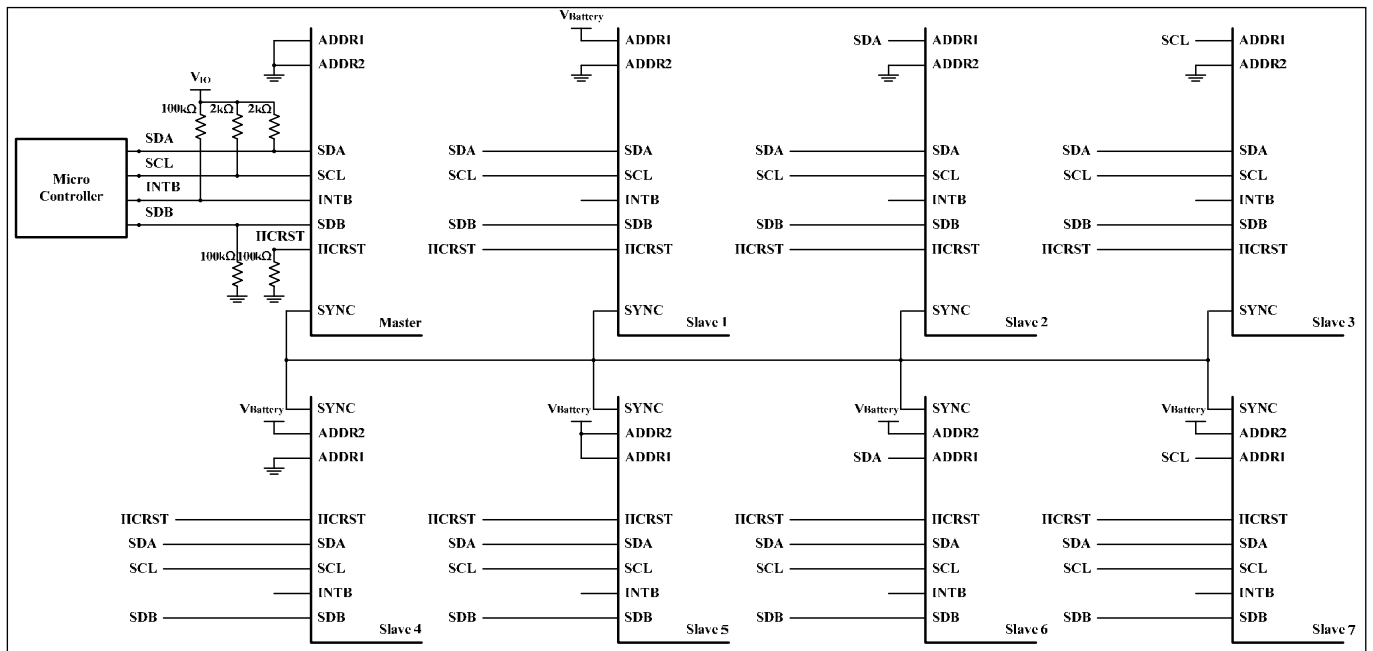 VBattery
ADDR1 ADDR1 SDA ADDR1 SCL ADDR1
ADDR2 ADDR2 ADDR2 ADDR2
VIO
100kΩ 2kΩ 2kΩ
SDA SDA SDA SDA SDA SDA SDA SDA
SCL SCL SCL SCL SCL SCL SCL SCL
Micro
Controller
INTB INTB INTB INTB INTB
SDB SDB SDB SDB SDB SDB SDB SDB
IICRST IICRST IICRST IICRST IICRST IICRST IICRST IICRST
100kΩ 100kΩ
SYNC SYNC SYNC SYNC
Master Slave 1 Slave 2 Slave 3
VBattery SYNC VBattery SYNC VBattery SYNC VBattery SYNC
ADDR2 ADDR2 ADDR2 ADDR2
ADDR1 ADDR1 SDA ADDR1 SCL ADDR1
IICRST IICRST IICRST IICRST IICRST IICRST IICRST IICRST
SDA SDA SDA SDA SDA SDA SDA SDA
SCL SCL SCL SCL SCL SCL SCL SCL
INTB INTB INTB INTB
SDB SDB SDB SDB SDB SDB SDB SDB
Slave 4 Slave 5 Slave 6 Slave 7